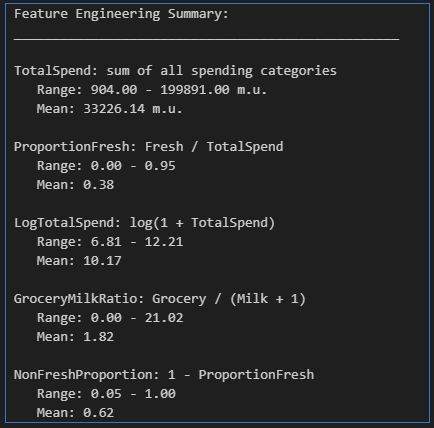 Feature Engineering Summary:
__________________________________________________
TotalSpend: sum of all spending categories
Range: 904.00 - 199891.00 m.u.
Mean: 33226.14 m.u.
ProportionFresh: Fresh / TotalSpend
Range: 0.00 - 0.95
Mean: 0.38
LogTotalSpend: log(1 + TotalSpend)
Range: 6.81 - 12.21
Mean: 10.17
GroceryMilkRatio: Grocery / (Milk + 1)
Range: 0.00 - 21.02
Mean: 1.82
NonFreshProportion: 1 - ProportionFresh
Range: 0.05 - 1.00
Mean: 0.62